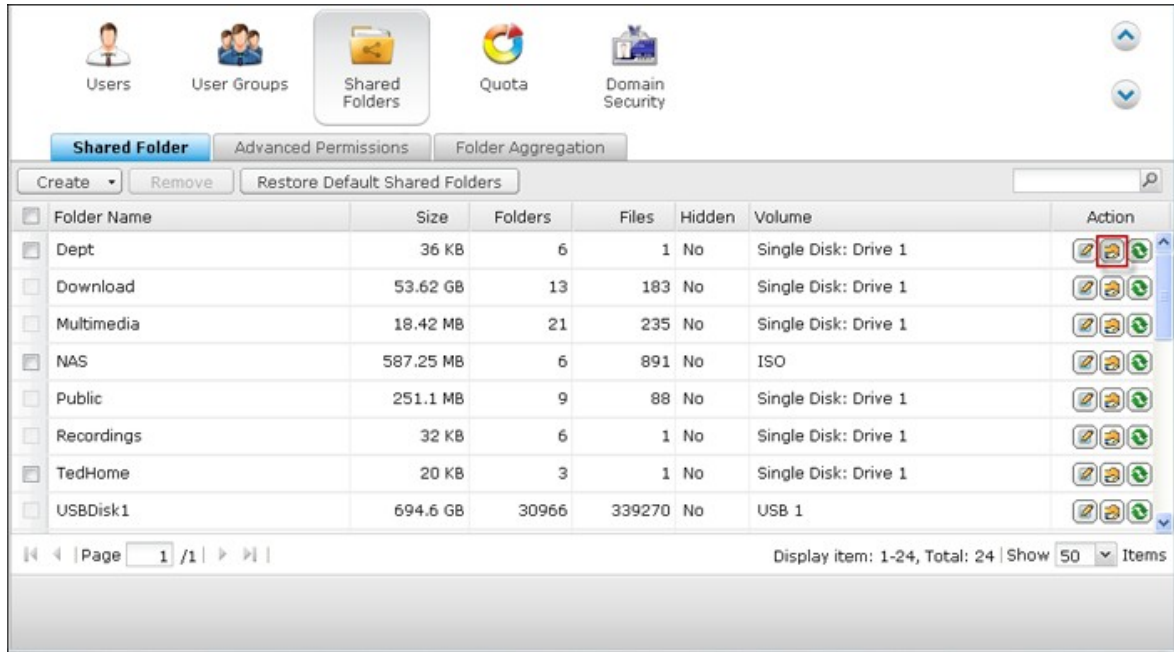 Users User Groups Shared Folders Quota Domain Security
Shared Folder Advanced Permissions Folder Aggregation
Create Remove Restore Default Shared Folders
Folder Name Size Folders Files Hidden Volume Action
Dept 36 KB 6 1 No Single Disk: Drive 1
Download 53.62 GB 13 183 No Single Disk: Drive 1
Multimedia 18.42 MB 21 235 No Single Disk: Drive 1
NAS 587.25 MB 6 891 No ISO
Public 251.1 MB 9 88 No Single Disk: Drive 1
Recordings 32 KB 6 1 No Single Disk: Drive 1
TedHome 20 KB 3 1 No Single Disk: Drive 1
USBDisk1 694.6 GB 30966 339270 No USB 1
Page 1 /1 Display item: 1-24, Total: 24 Show 50 Items